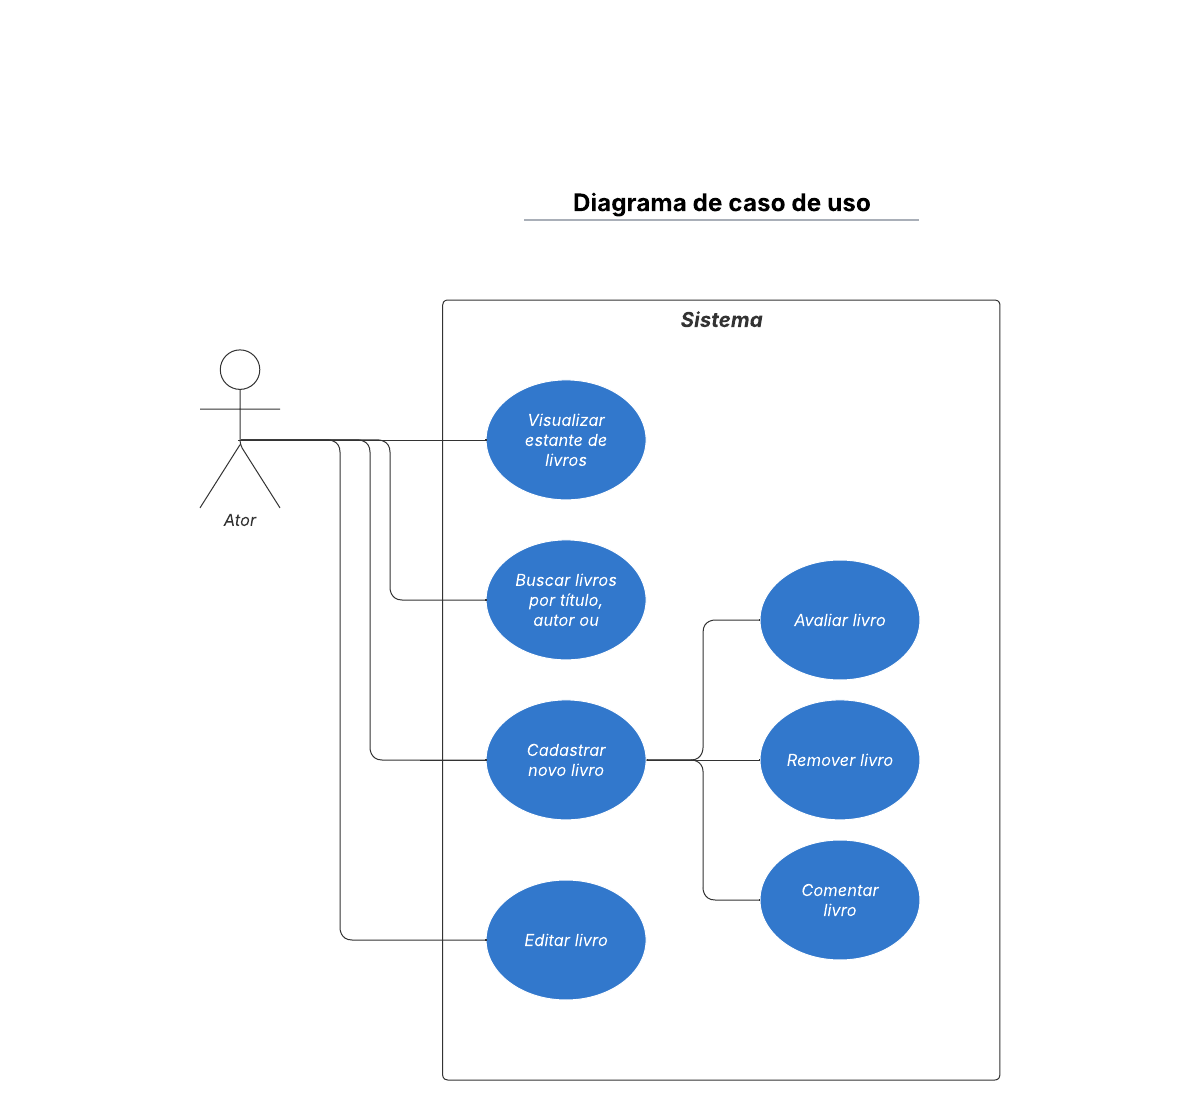 Diagrama de caso de uso
Sistema
Ator
Visualizar
estante de
livros
Buscar livros
por título,
autor ou
Cadastrar
novo livro
Editar livro
Avaliar livro
Remover livro
Comentar
livro